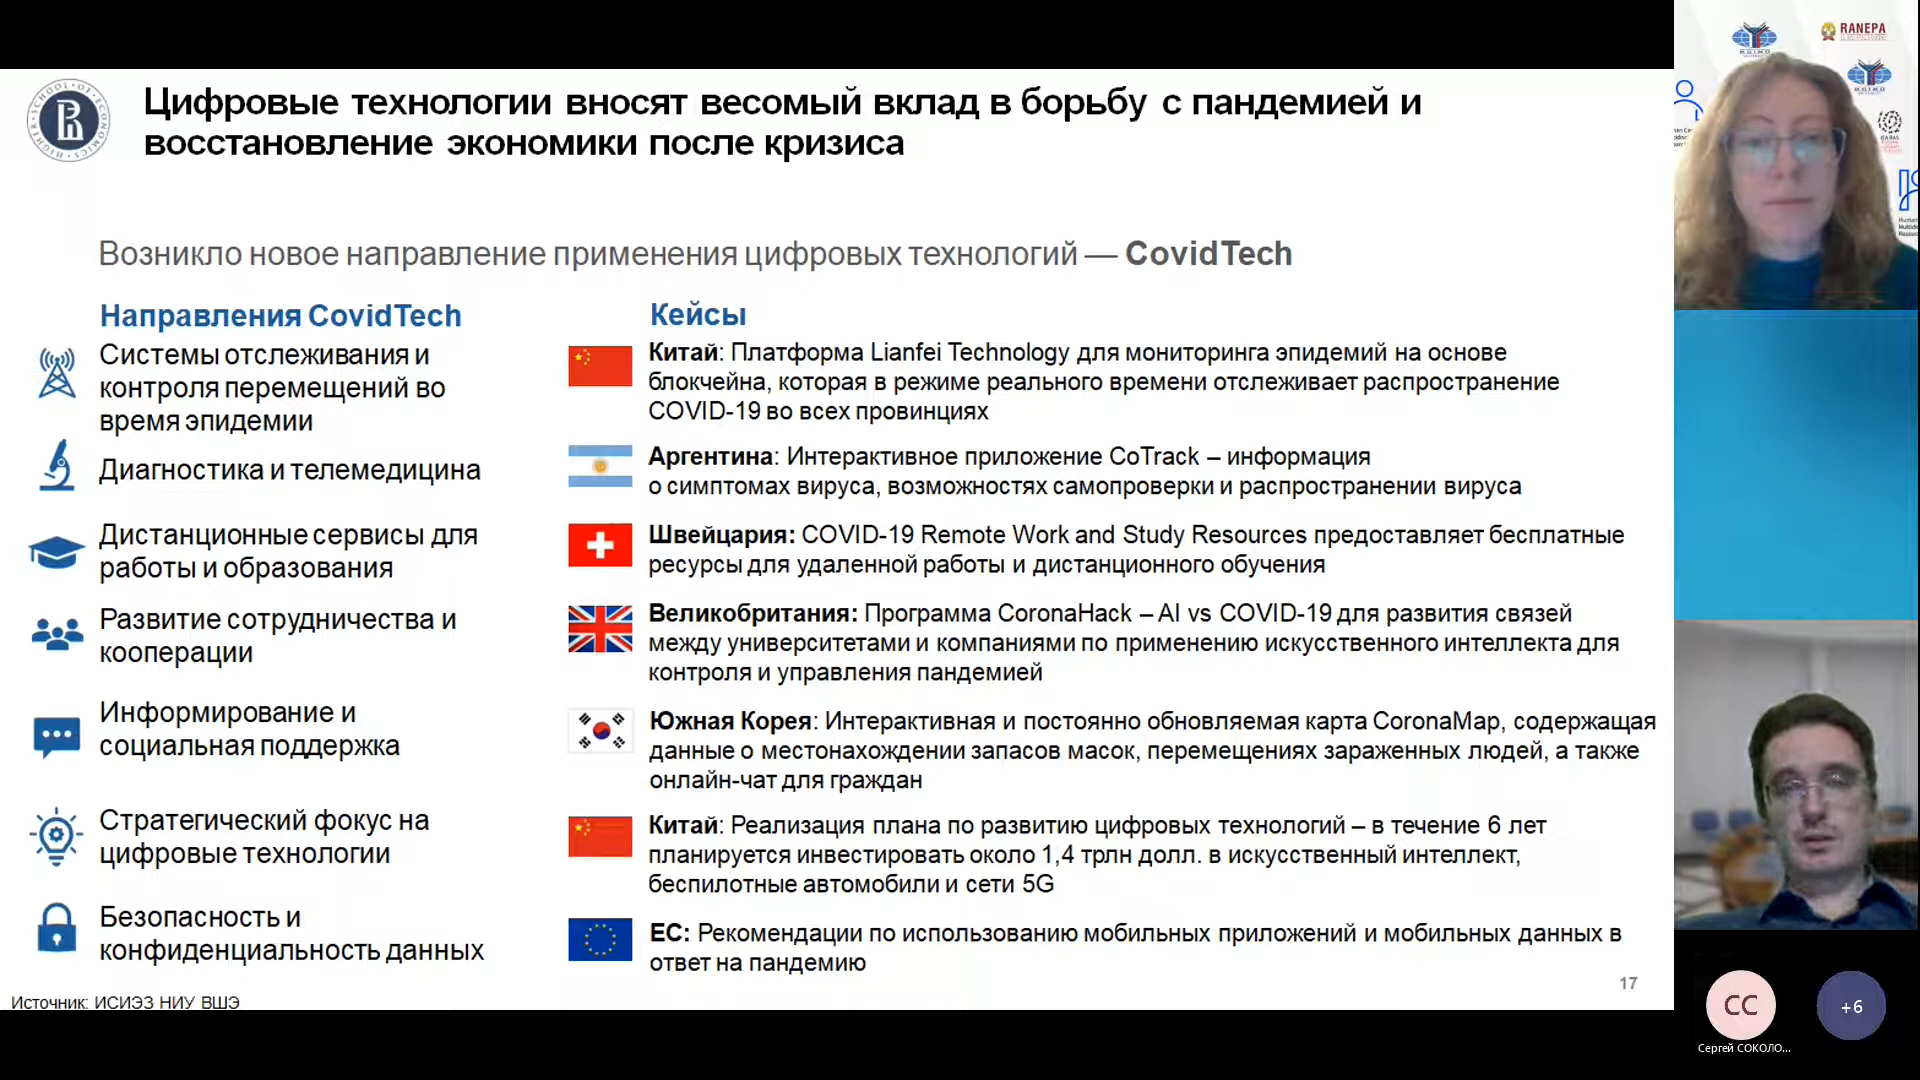 Цифровые технологии вносят весомый вклад в борьбу с пандемией и
восстановление экономики после кризиса
Возникло новое направление применения цифровых технологий — CovidTech
Направления CovidTech
Системы отслеживания и
контроля перемещений во
время эпидемии
Диагностика и телемедицина
Дистанционные сервисы для
работы и образования
Развитие сотрудничества и
кооперации
Информирование и
социальная поддержка
Стратегический фокус на
цифровые технологии
Безопасность и
конфиденциальность данных
Кейсы
Китай: Платформа Lianfei Technology для мониторинга эпидемий на основе
блокчейна, которая в режиме реального времени отслеживает распространение
COVID-19 во всех провинциях
Аргентина: Интерактивное приложение CoTrack – информация
о симптомах вируса, возможностях самопроверки и распространении вируса
Швейцария: COVID-19 Remote Work and Study Resources предоставляет бесплатные
ресурсы для удаленной работы и дистанционного обучения
Великобритания: Программа CoronaHack – AI vs COVID-19 для развития связей
между университетами и компаниями по применению искусственного интеллекта для
контроля и управления пандемией
Южная Корея: Интерактивная и постоянно обновляемая карта CoronaMap, содержащая
данные о местонахождении запасов масок, перемещениях зараженных людей, а также
онлайн-чат для граждан
Китай: Реализация плана по развитию цифровых технологий – в течение 6 лет
планируется инвестировать около 1,4 трлн долл. в искусственный интеллект,
беспилотные автомобили и сети 5G
ЕС: Рекомендации по использованию мобильных приложений и мобильных данных в
ответ на пандемию
17
Источник: ИСИЭЗ НИУ ВШЭ
HIGHER · SCHOOL · OF · ECONOMICS
RANEPA
MGIMO
СС
+6
Сергей СОКОЛО...